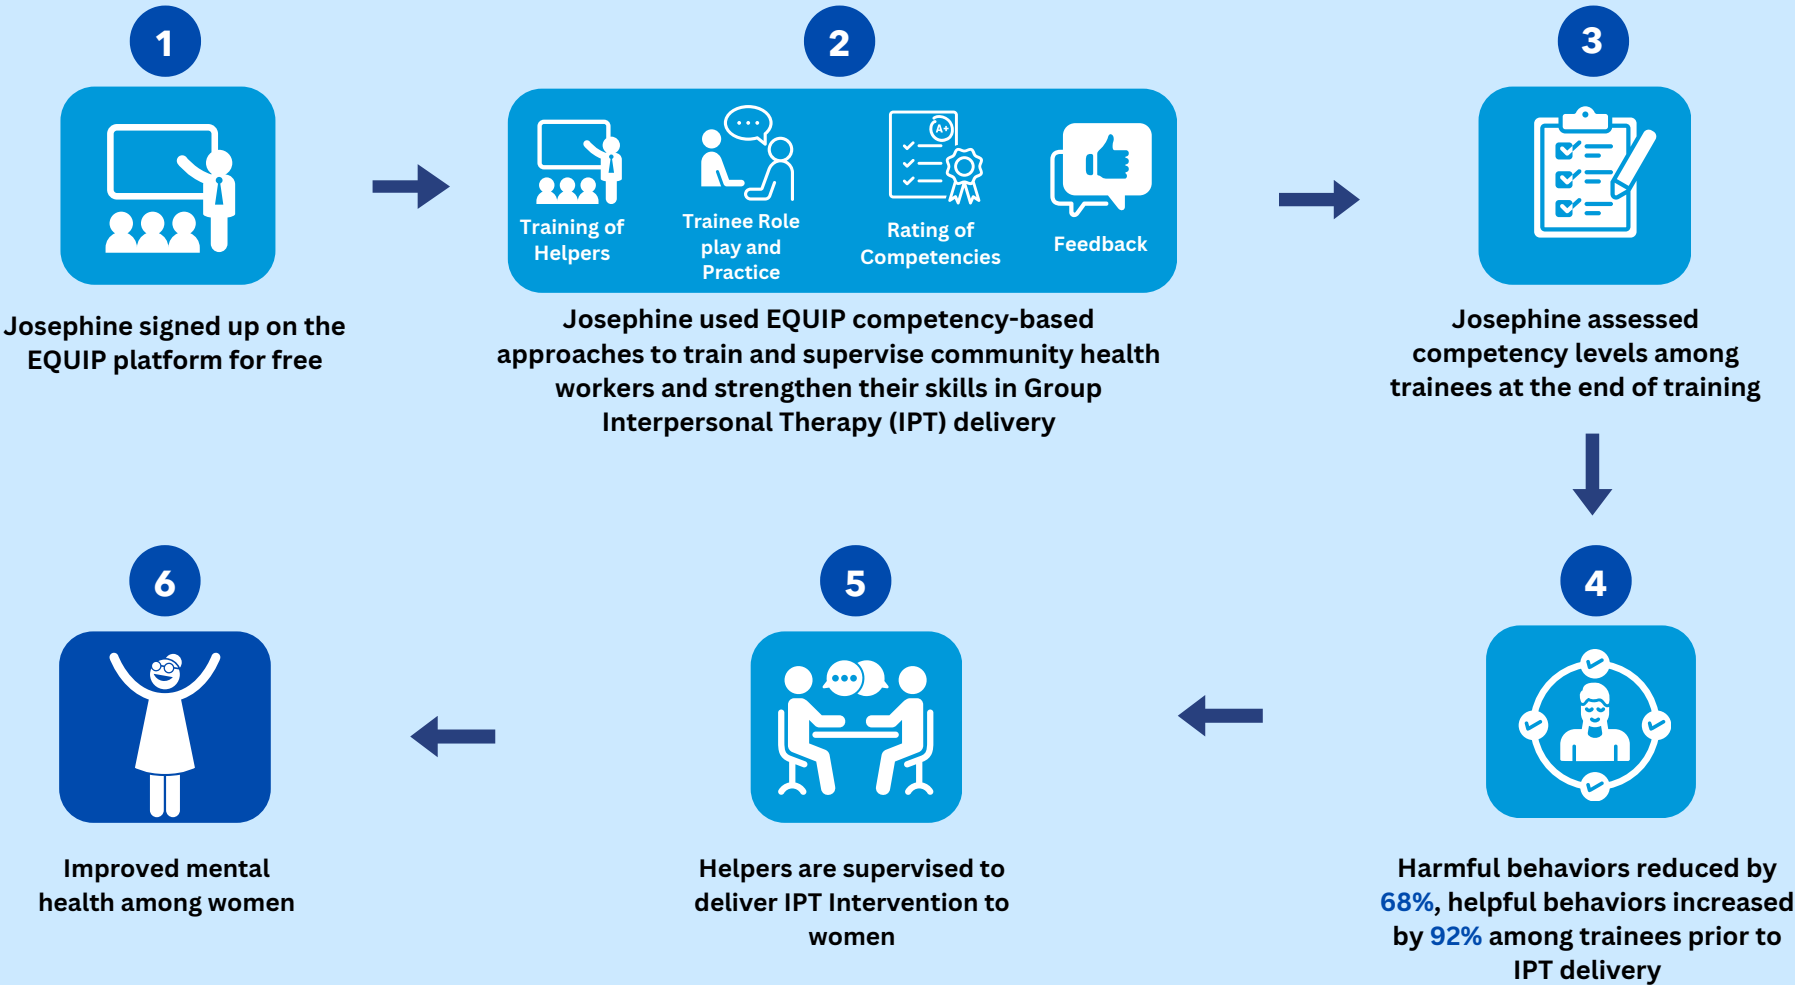 1
Josephine signed up on the
EQUIP platform for free
2
Training of
Helpers
Trainee Role
play and
Practice
A+
Rating of
Competencies
Feedback
Josephine used EQUIP competency-based
approaches to train and supervise community health
workers and strengthen their skills in Group
Interpersonal Therapy (IPT) delivery
3
Josephine assessed
competency levels among
trainees at the end of training
4
Harmful behaviors reduced by
68%, helpful behaviors increased
by 92% among trainees prior to
IPT delivery
5
Helpers are supervised to
deliver IPT Intervention to
women
6
Improved mental
health among women